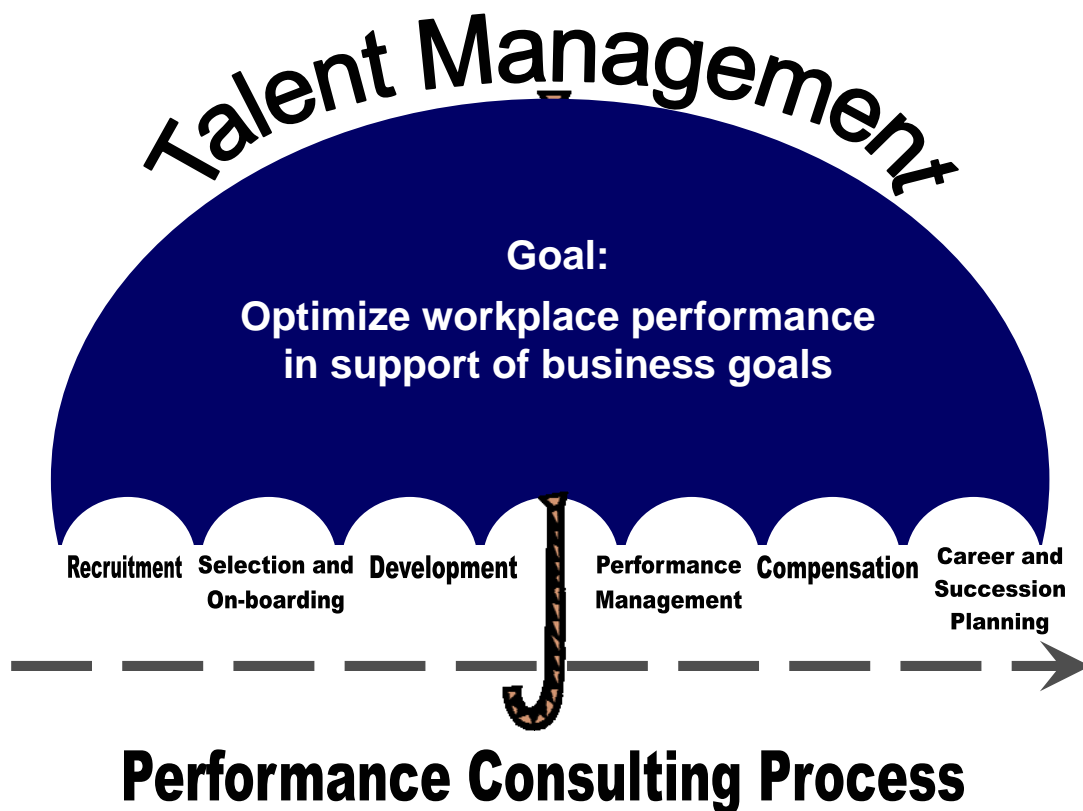 Talent Management
Goal:
Optimize workplace performance
in support of business goals
Recruitment
Selection and
On-boarding
Development
Performance
Management
Compensation
Career and
Succession
Planning
Performance Consulting Process